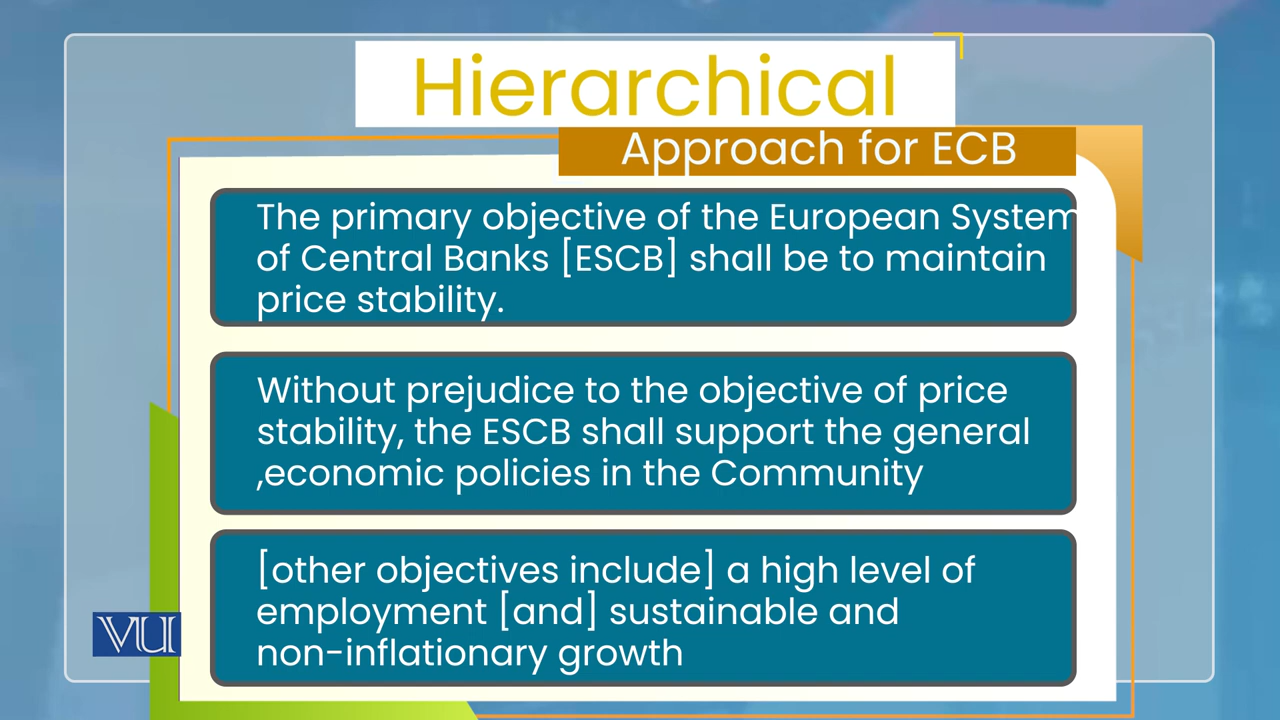 Hierarchical
Approach for ECB
The primary objective of the European System
of Central Banks [ESCB] shall be to maintain
price stability.
Without prejudice to the objective of price
stability, the ESCB shall support the general
,economic policies in the Community
[other objectives include] a high level of
employment [and] sustainable and
non-inflationary growth
VU